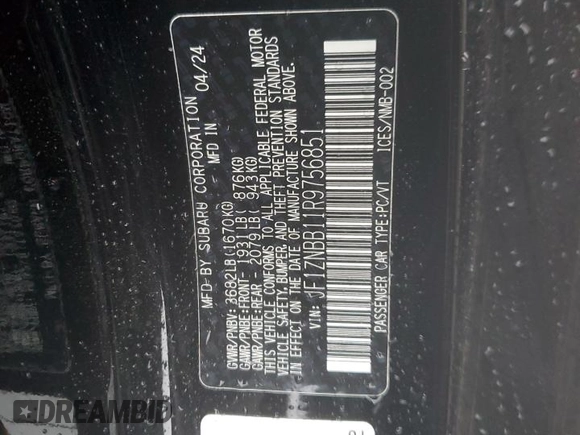 MFD·BY SUBARU CORPORATION
MFD IN 04/24
GVWR/PNBV: 3682LB(1670KG)
GAWR/PNBE:FRONT-1931LB( 876KG)
GAWR/PNBE:REAR -2079LB( 943KG)
THIS VEHICLE CONFORMS TO ALL APPLICABLE FEDERAL MOTOR
VEHICLE SAFETY,BUMPER, AND THEFT PREVENTION STANDARDS
IN EFFECT ON THE DATE OF MANUFACTURE SHOWN ABOVE.
VIN: JF1ZNBB11R9756851
PASSENGER CAR TYPE:PC/VT ICES/NMB-002
DREAMBID